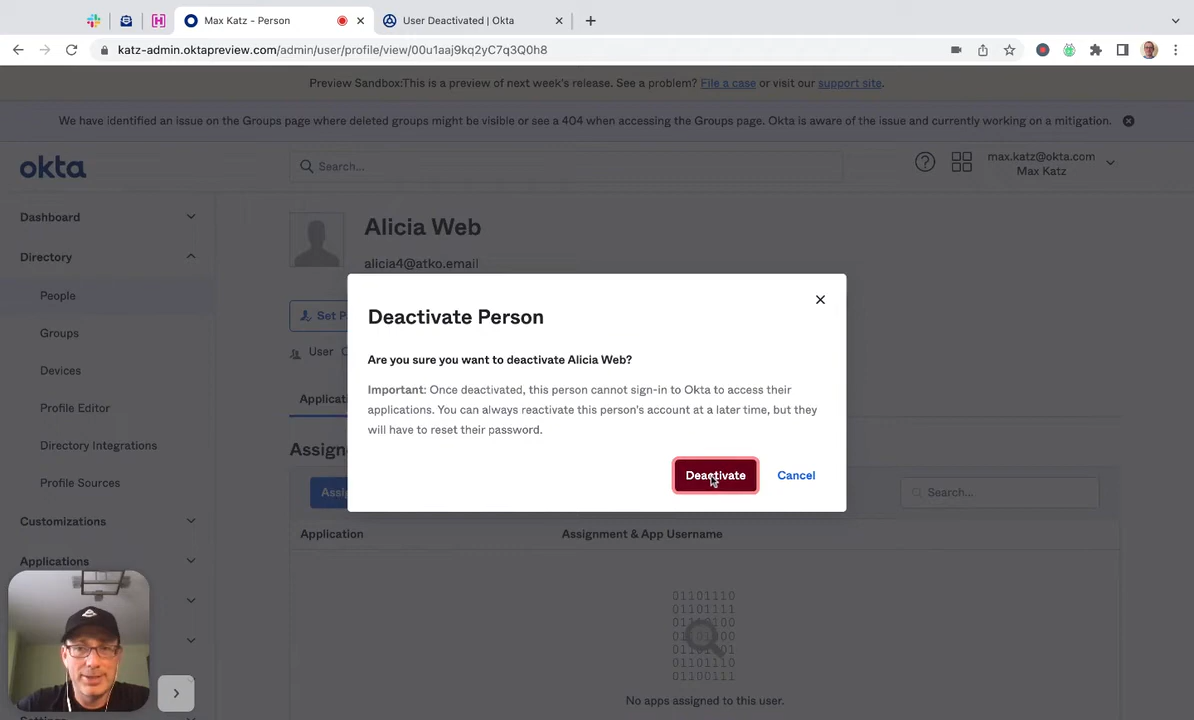 Max Katz - Person
User Deactivated | Okta
katz-admin.oktapreview.com/admin/user/profile/view/00u1aaj9kq2yC7q3Q0h8
Preview Sandbox:This is a preview of next week's release. See a problem? File a case or visit our support site.
We have identified an issue on the Groups page where deleted groups might be visible or see a 404 when accessing the Groups page. Okta is aware of the issue and currently working on a mitigation.
okta
Search...
max.katz@okta.com
Max Katz
Dashboard
Directory
People
Groups
Devices
Profile Editor
Directory Integrations
Profile Sources
Customizations
Applications
Alicia Web
alicia4@atko.email
Set P
User
Applicat
Assign
Assig
Search...
Deactivate Person
Are you sure you want to deactivate Alicia Web?
Important: Once deactivated, this person cannot sign-in to Okta to access their
applications. You can always reactivate this person's account at a later time, but they
will have to reset their password.
Deactivate
Cancel
Application
Assignment & App Username
01101110
01101111
No apps assigned to this user.